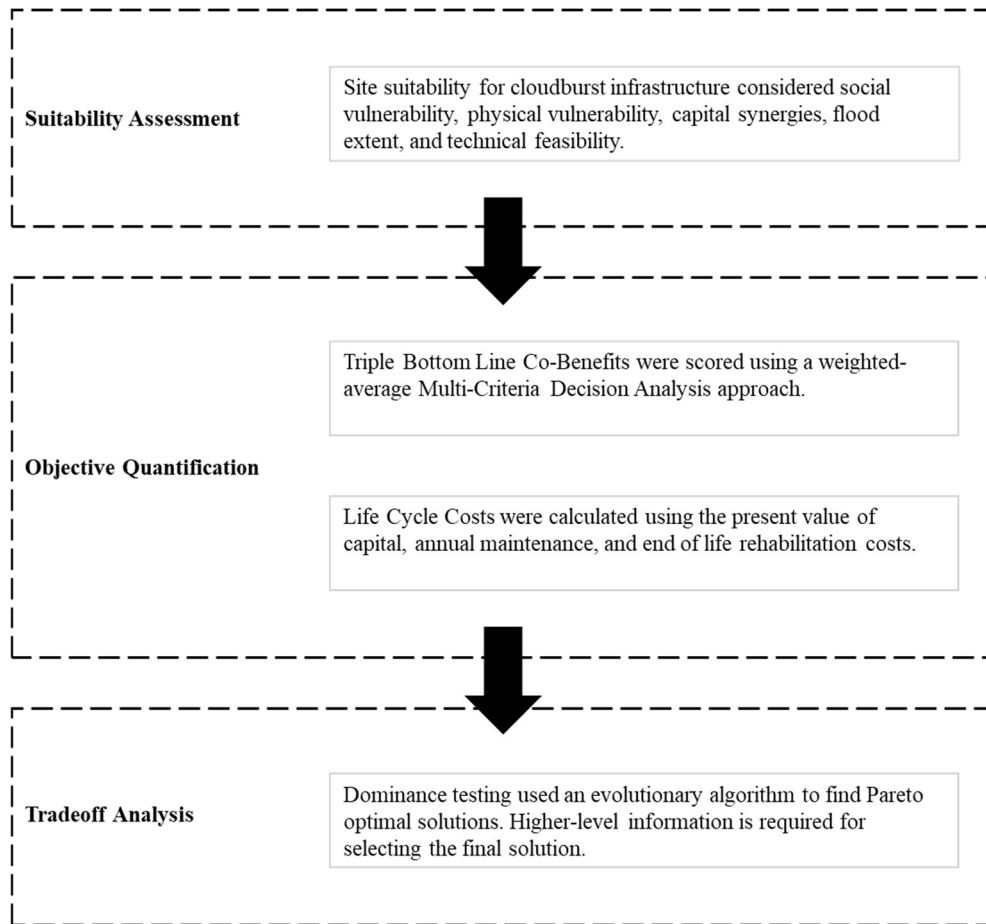 Suitability Assessment
Site suitability for cloudburst infrastructure considered social
vulnerability, physical vulnerability, capital synergies, flood
extent, and technical feasibility.
Objective Quantification
Triple Bottom Line Co-Benefits were scored using a weighted-
average Multi-Criteria Decision Analysis approach.
Life Cycle Costs were calculated using the present value of
capital, annual maintenance, and end of life rehabilitation costs.
Tradeoff Analysis
Dominance testing used an evolutionary algorithm to find Pareto
optimal solutions. Higher-level information is required for
selecting the final solution.